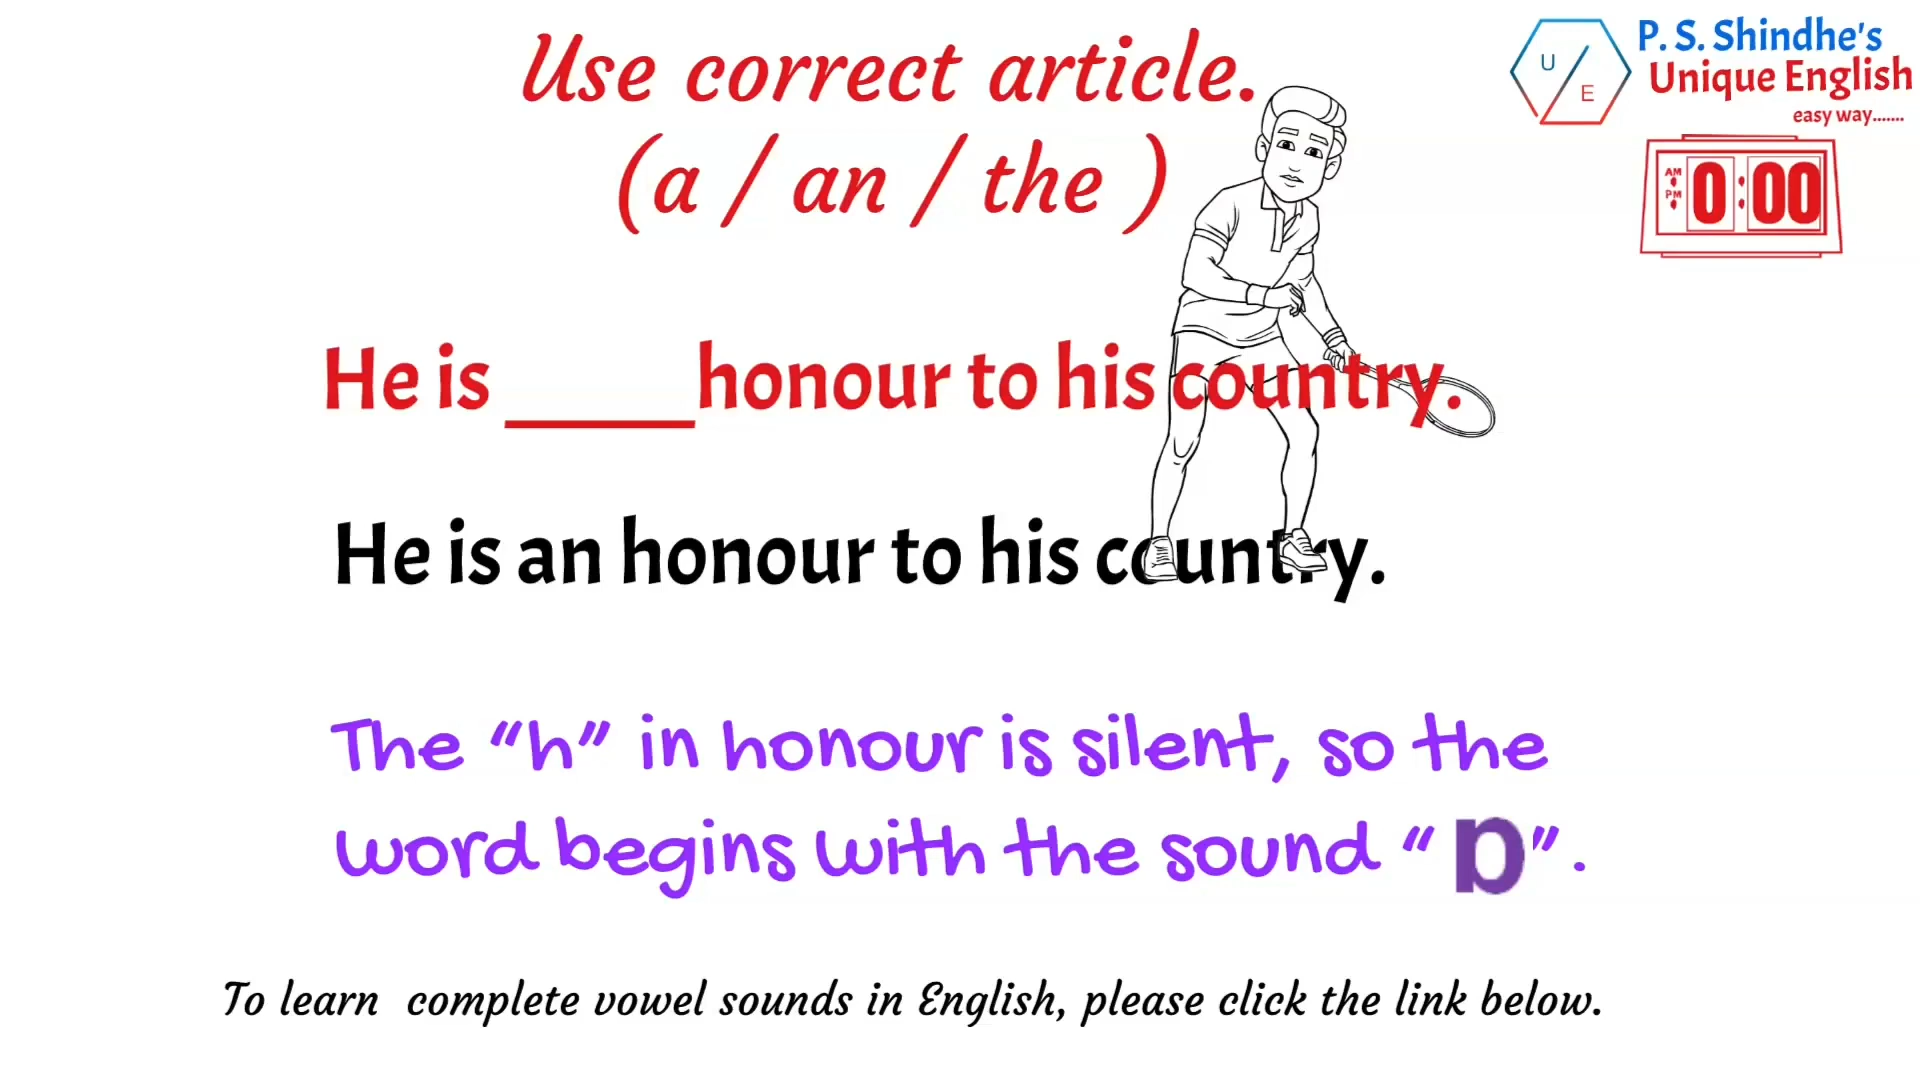 Use correct article.
(a / an / the )
U E
P. S. Shindhe's
Unique English
easy way.......
AM
PM
0:00
He is ____honour to his country.
He is an honour to his country.
The “h” in honour is silent, so the
word begins with the sound “ ɒ”.
To learn complete vowel sounds in English, please click the link below.